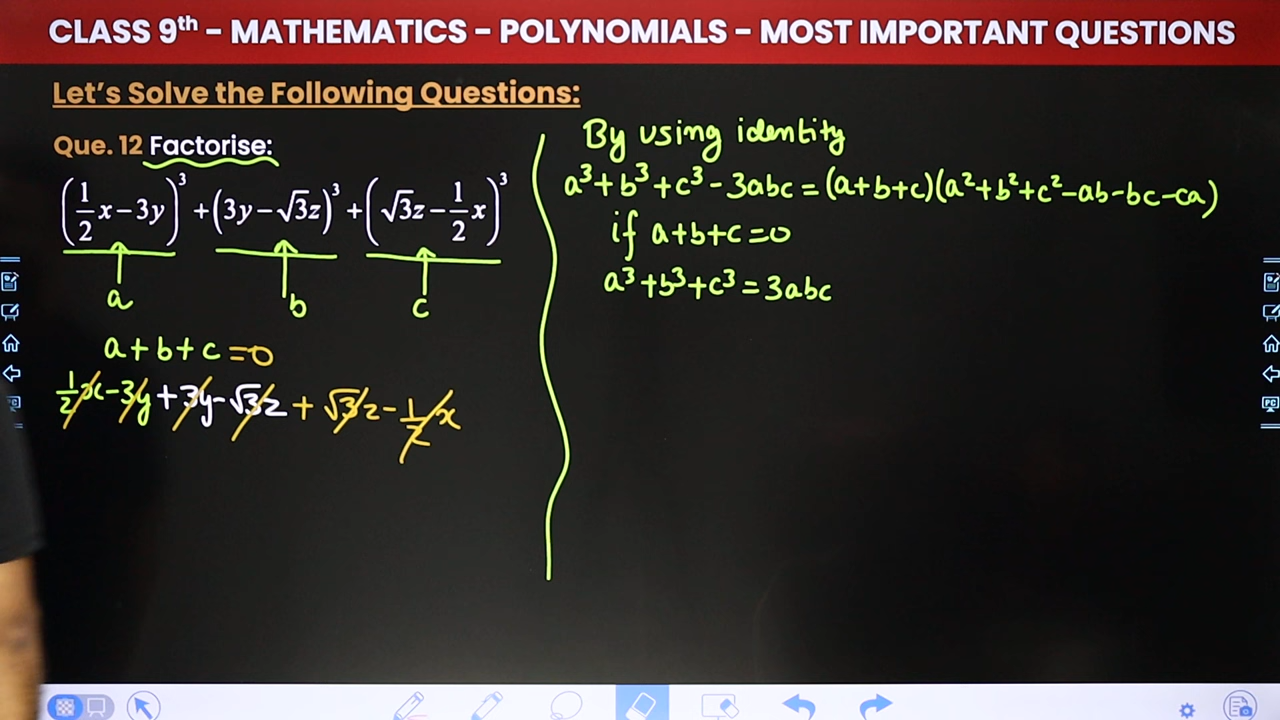 CLASS 9th – MATHEMATICS – POLYNOMIALS – MOST IMPORTANT QUESTIONS
Let's Solve the Following Questions:
Que. 12 Factorise:
(1/2 x – 3y)³ + (3y – √3z)³ + (√3z – 1/2 x)³
a b c
a+b+c =0
1/2 x - 3y + 3y - √3z + √3z - 1/2 x
By using identity
a³+b³+c³-3abc=(a+b+c)(a²+b²+c²-ab-bc-ca)
if a+b+c=0
a³+b³+c³=3abc
PC
PC